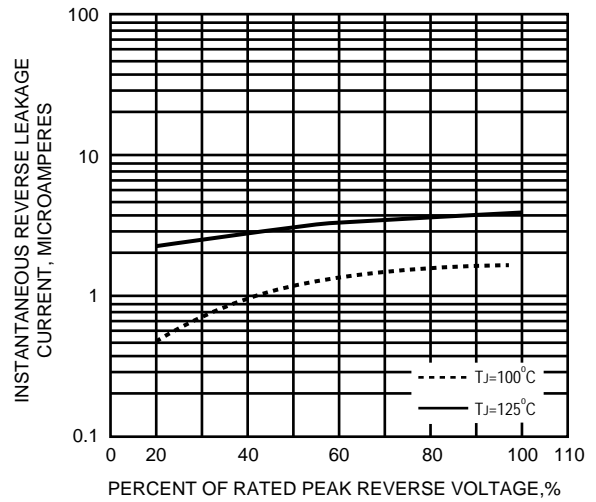 INSTANTANEOUS REVERSE LEAKAGE
CURRENT, MICROAMPERES
100
10
1
0.1
TJ=100°C
TJ=125°C
0 20 40 60 80 100 110
PERCENT OF RATED PEAK REVERSE VOLTAGE,%